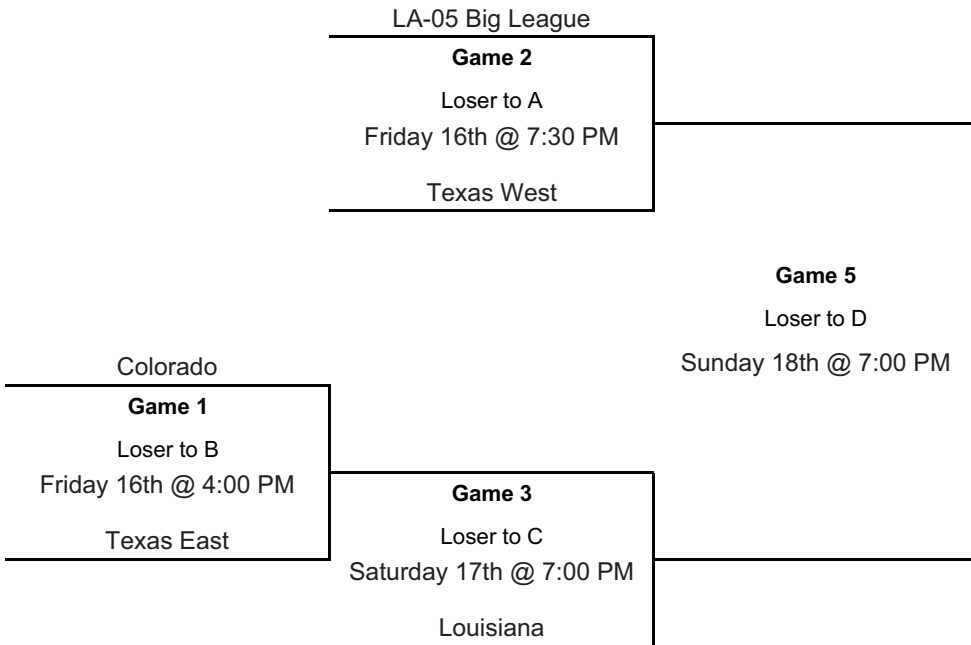 LA-05 Big League
Game 2
Loser to A
Friday 16th @ 7:30 PM
Texas West
Game 5
Loser to D
Sunday 18th @ 7:00 PM
Colorado
Game 1
Loser to B
Friday 16th @ 4:00 PM
Texas East
Game 3
Loser to C
Saturday 17th @ 7:00 PM
Louisiana